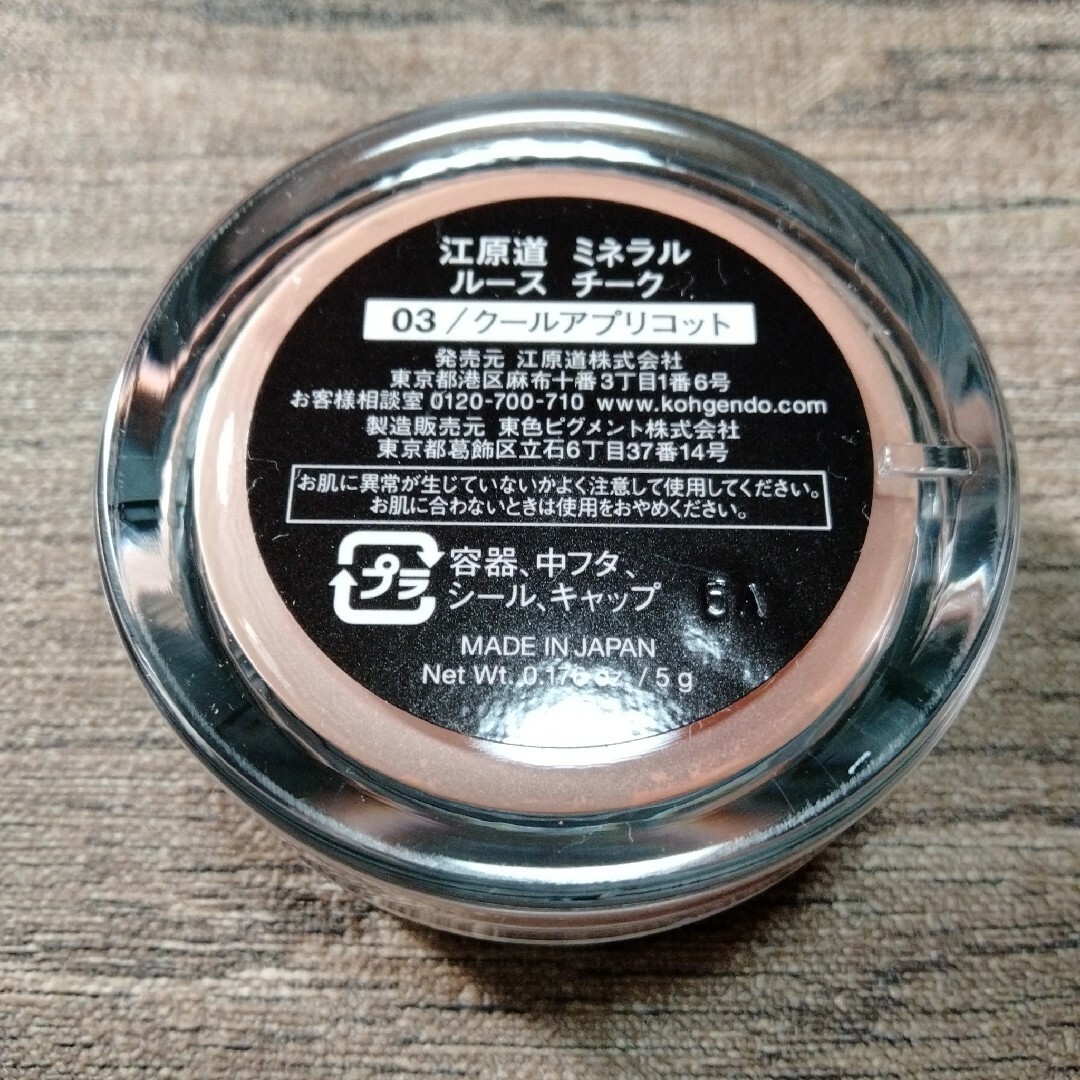 江原道 ミネラル
ルース チーク
03/クールアプリコット
発売元 江原道株式会社
東京都港区麻布十番3丁目1番6号
お客様相談室 0120-700-710 www.kohgendo.com
製造販売元 東色ピグメント株式会社
東京都葛飾区立石6丁目37番14号
お肌に異常が生じていないかよく注意して使用してください。
お肌に合わないときは使用をおやめください。
プラ
容器、中フタ、
シール、キャップ
MADE IN JAPAN
Net Wt. 0.176 oz. / 5 g